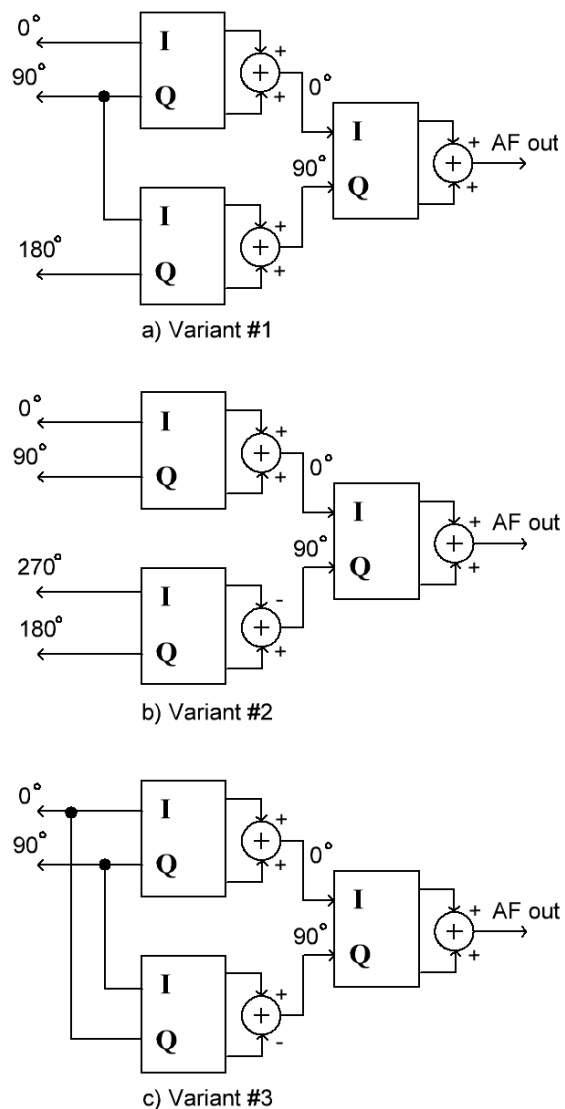 0°
I
+
0°
90°
Q
+
+
I
+
AF out
90°
Q
+
I
+
180°
Q
+
+
a) Variant #1
0°
I
+
0°
90°
Q
+
+
I
+
AF out
270°
I
-
90°
Q
+
+
180°
Q
+
+
b) Variant #2
0°
I
+
0°
90°
Q
+
+
I
+
AF out
90°
Q
+
+
I
+
Q
+
-
c) Variant #3